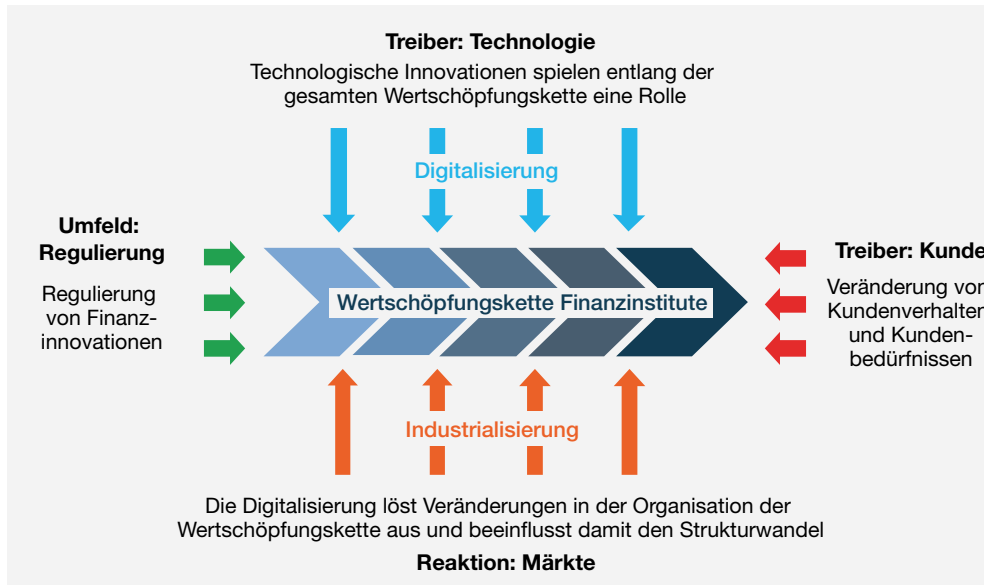 Treiber: Technologie
Technologische Innovationen spielen entlang der
gesamten Wertschöpfungskette eine Rolle
Digitalisierung
Umfeld:
Regulierung
Regulierung
von Finanz-
innovationen
Wertschöpfungskette Finanzinstitute
Treiber: Kunde
Veränderung von
Kundenverhalten
und Kunden-
bedürfnissen
Industrialisierung
Die Digitalisierung löst Veränderungen in der Organisation der
Wertschöpfungskette aus und beeinflusst damit den Strukturwandel
Reaktion: Märkte